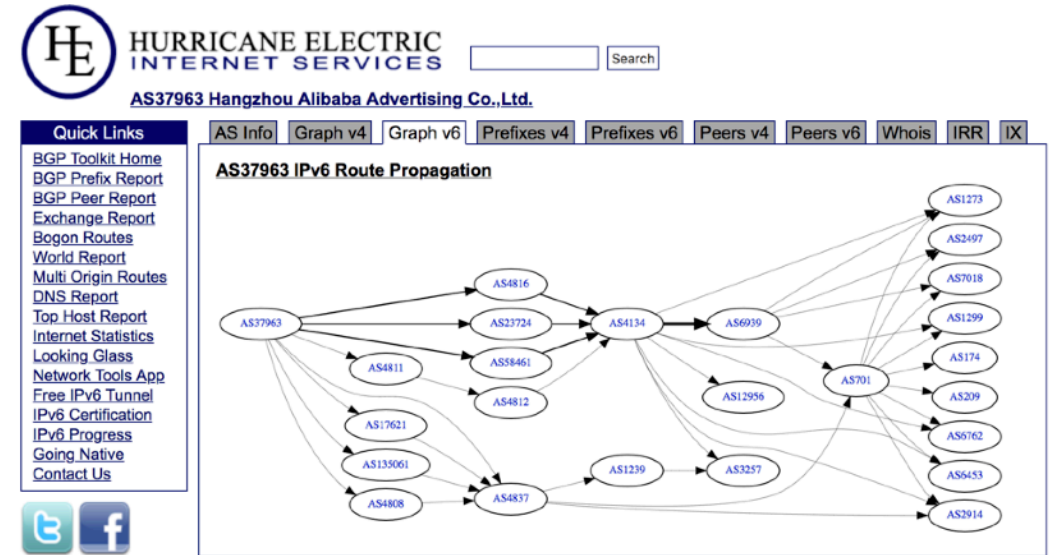 HE
HURRICANE ELECTRIC
INTERNET SERVICES
Search
AS37963 Hangzhou Alibaba Advertising Co.,Ltd.
Quick Links
BGP Toolkit Home
BGP Prefix Report
BGP Peer Report
Exchange Report
Bogon Routes
World Report
Multi Origin Routes
DNS Report
Top Host Report
Internet Statistics
Looking Glass
Network Tools App
Free IPv6 Tunnel
IPv6 Certification
IPv6 Progress
Going Native
Contact Us
AS Info Graph v4 Graph v6 Prefixes v4 Prefixes v6 Peers v4 Peers v6 Whois IRR IX
AS37963 IPv6 Route Propagation
AS37963
AS4816
AS23724
AS58461
AS4811
AS4812
AS17621
AS135061
AS4808
AS4837
AS4134
AS1239
AS6939
AS12956
AS3257
AS701
AS1273
AS2497
AS7018
AS1299
AS174
AS209
AS6762
AS6453
AS2914